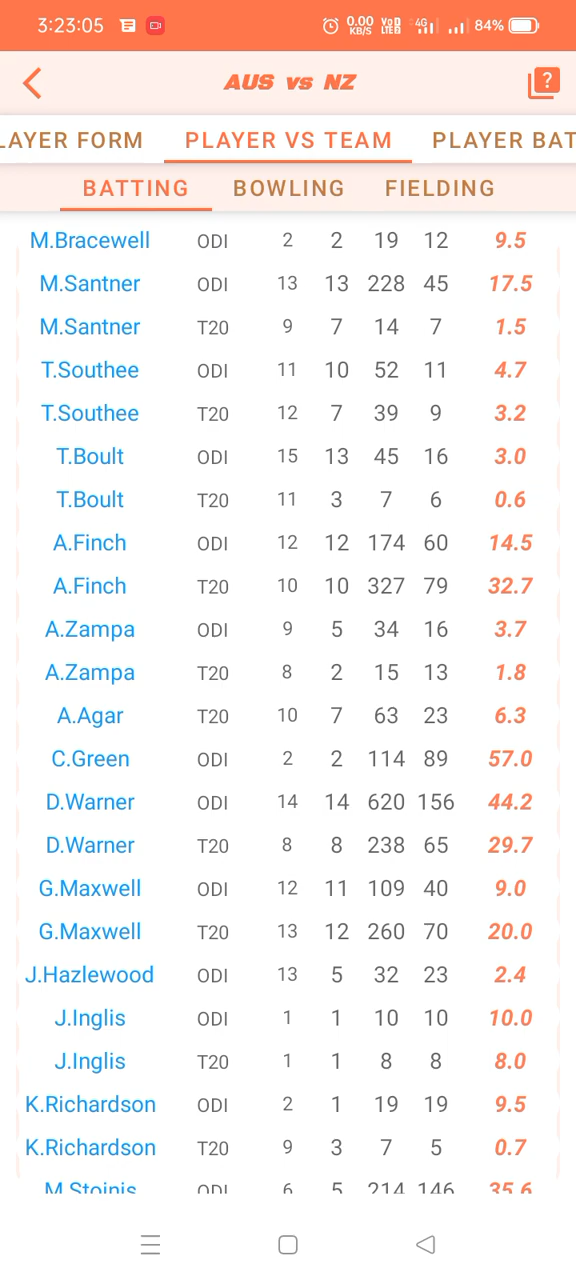 3:23:05 0.00 KB/S Vo LTE 4G 84%
AUS vs NZ ?
LAYER FORM PLAYER VS TEAM PLAYER BAT
BATTING BOWLING FIELDING
M.Bracewell ODI 2 2 19 12 9.5
M.Santner ODI 13 13 228 45 17.5
M.Santner T20 9 7 14 7 1.5
T.Southee ODI 11 10 52 11 4.7
T.Southee T20 12 7 39 9 3.2
T.Boult ODI 15 13 45 16 3.0
T.Boult T20 11 3 7 6 0.6
A.Finch ODI 12 12 174 60 14.5
A.Finch T20 10 10 327 79 32.7
A.Zampa ODI 9 5 34 16 3.7
A.Zampa T20 8 2 15 13 1.8
A.Agar T20 10 7 63 23 6.3
C.Green ODI 2 2 114 89 57.0
D.Warner ODI 14 14 620 156 44.2
D.Warner T20 8 8 238 65 29.7
G.Maxwell ODI 12 11 109 40 9.0
G.Maxwell T20 13 12 260 70 20.0
J.Hazlewood ODI 13 5 32 23 2.4
J.Inglis ODI 1 1 10 10 10.0
J.Inglis T20 1 1 8 8 8.0
K.Richardson ODI 2 1 19 19 9.5
K.Richardson T20 9 3 7 5 0.7
M.Stoinis ODI 6 5 214 146 35.6